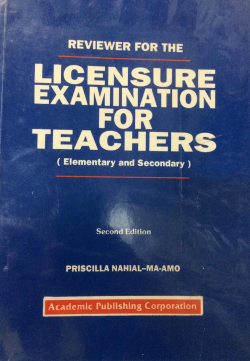 REVIEWER FOR THE
LICENSURE
EXAMINATION
FOR
TEACHERS
( Elementary and Secondary )
Second Edition
PRISCILLA NAHIAL–MA-AMO
Academic Publishing Corporation